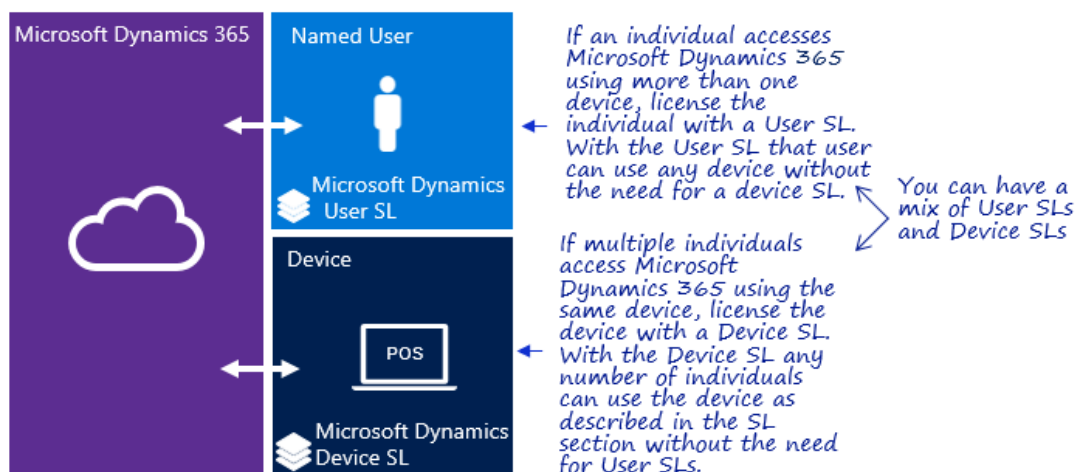 Microsoft Dynamics 365
Named User
Microsoft Dynamics
User SL
Device
POS
Microsoft Dynamics
Device SL
If an individual accesses
Microsoft Dynamics 365
using more than one
device, license the
individual with a User SL.
With the User SL that user
can use any device without
the need for a device SL.
If multiple individuals
access Microsoft
Dynamics 365 using the
same device, license the
device with a Device SL.
With the Device SL any
number of individuals
can use the device as
described in the SL
section without the need
for User SLs.
You can have a
mix of User SLs
and Device SLs